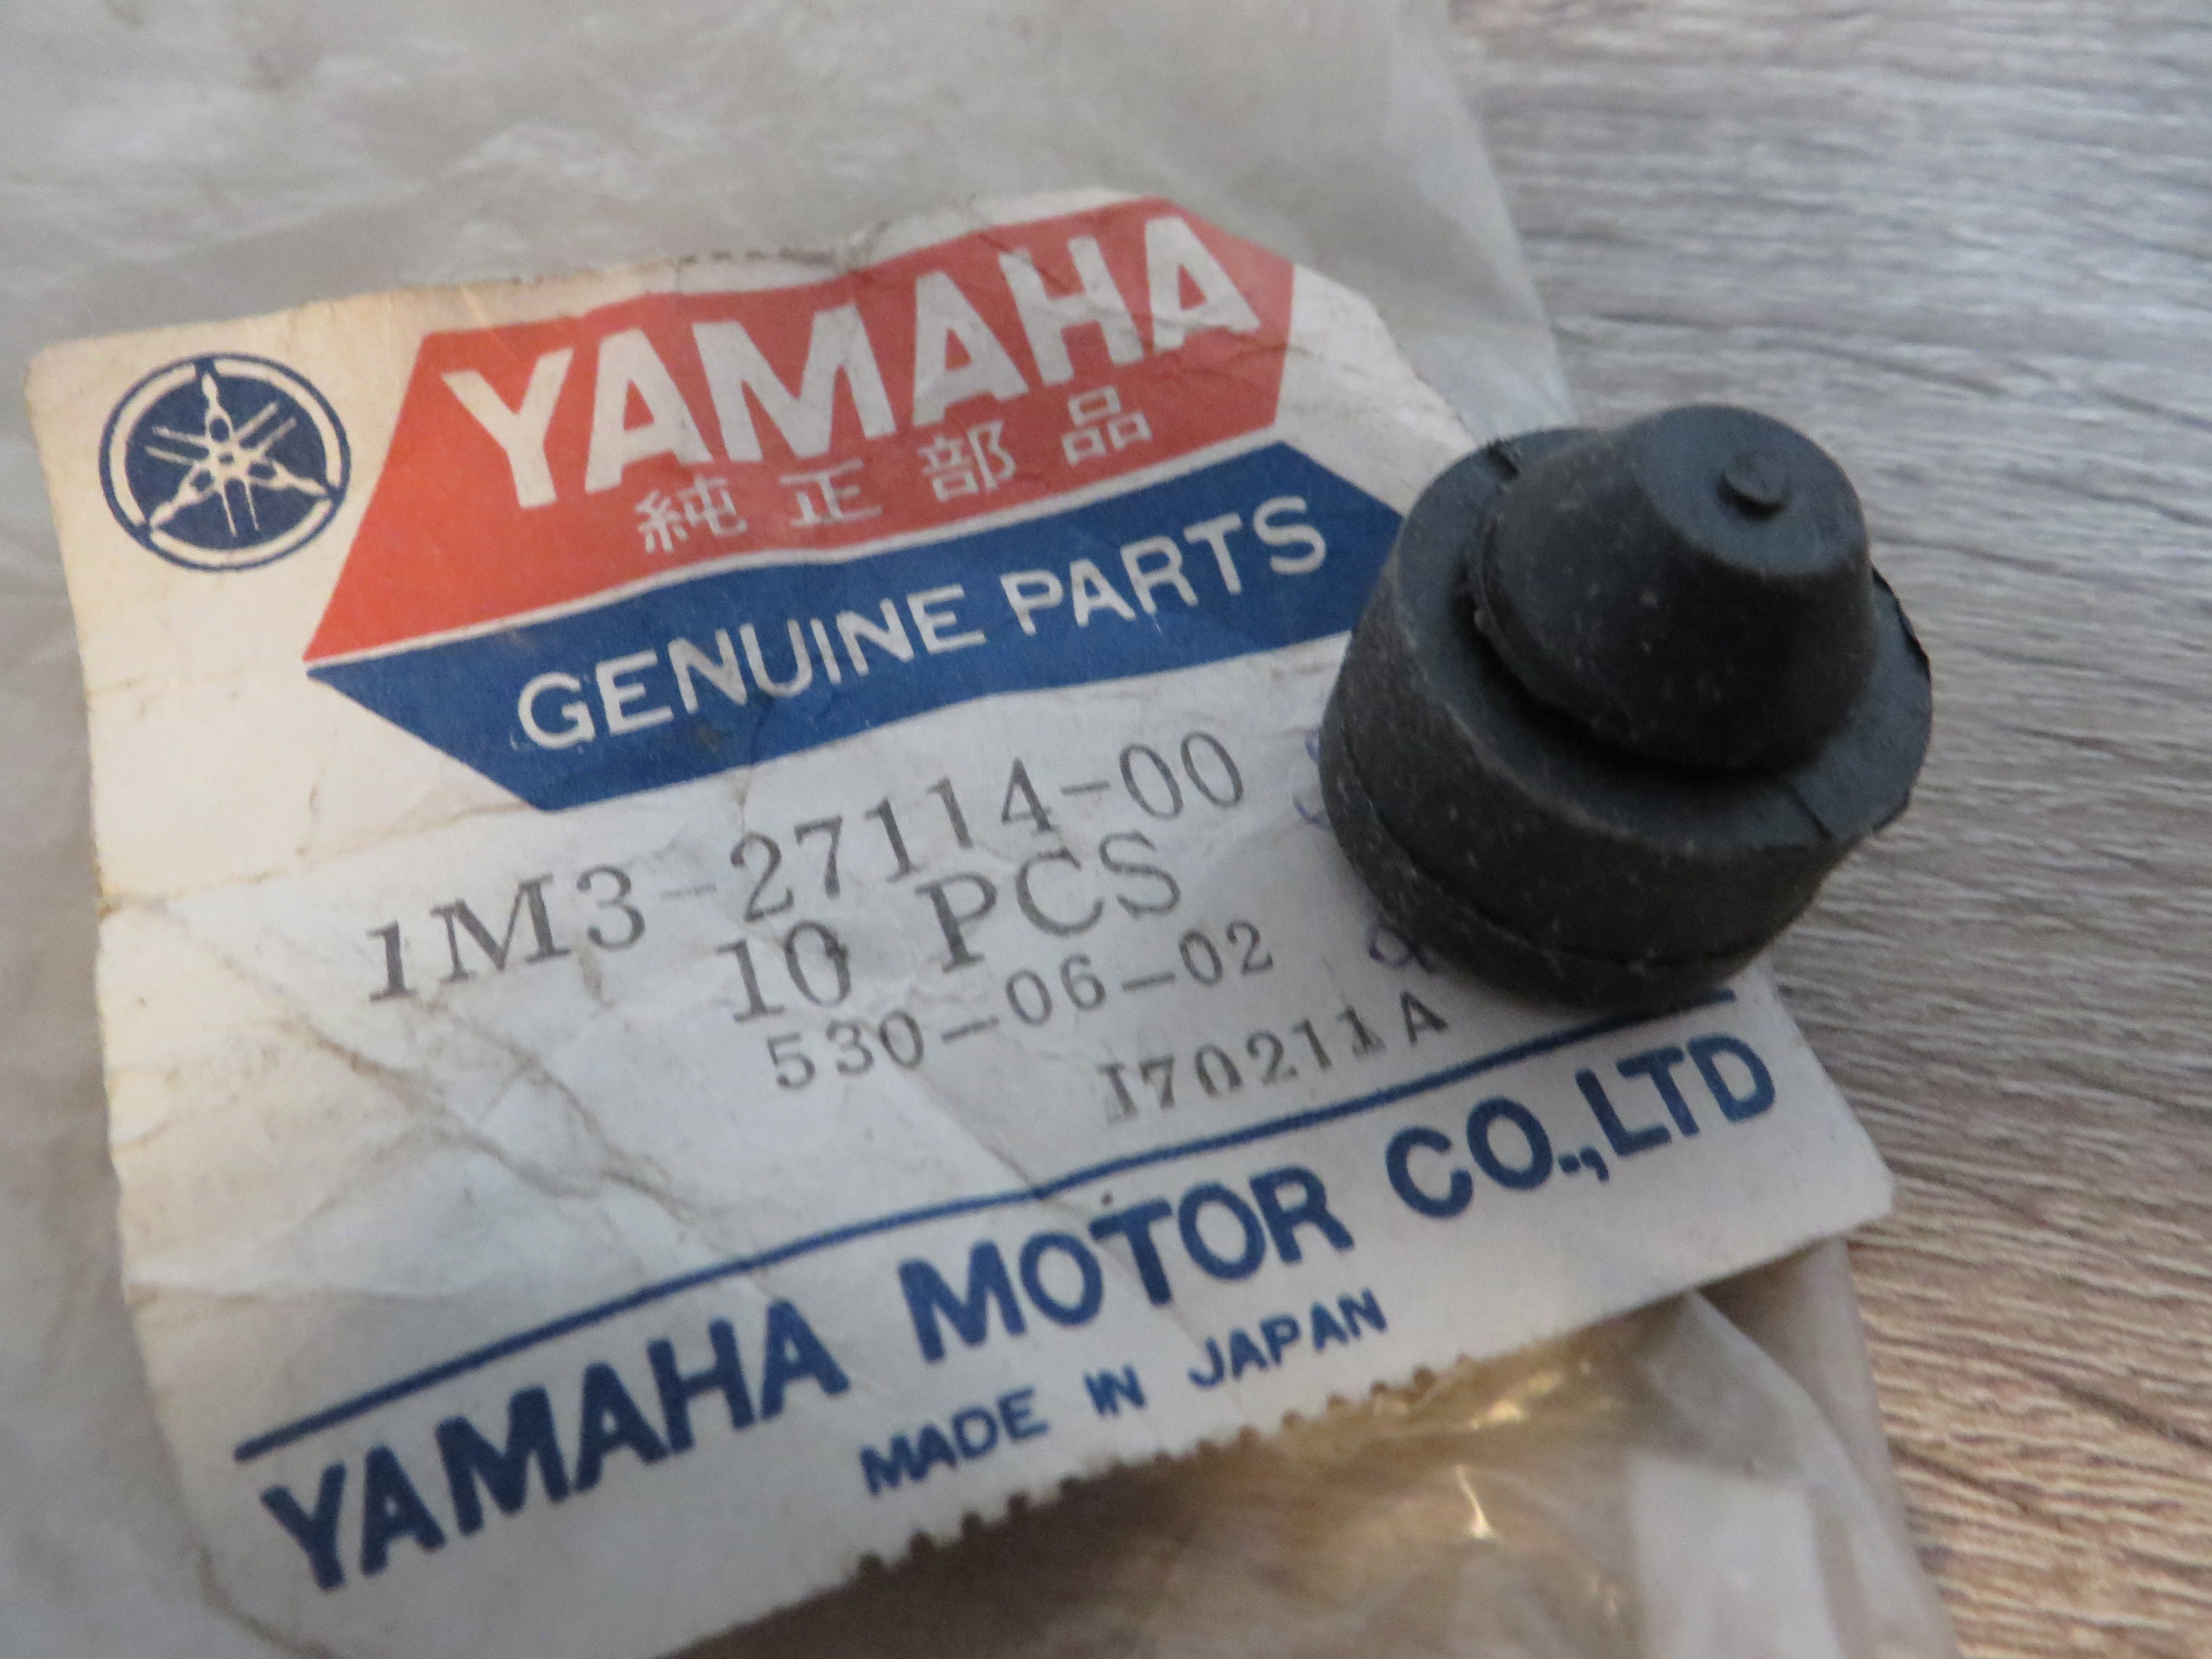 YAMAHA
純正部品
GENUINE PARTS
1M3-27114-00
10 PCS
530-06-02
I70211A
YAMAHA MOTOR CO.,LTD
MADE IN JAPAN